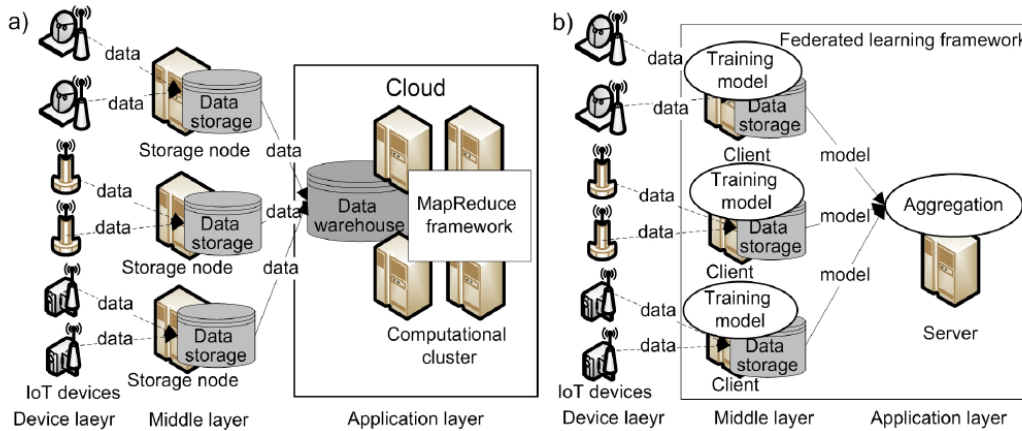 a)
data
data
Data
storage
Storage node
data
data
data
Data
storage
Storage node
data
data
data
Data
storage
Storage node
data
IoT devices
Cloud
Data
warehouse
MapReduce
framework
Computational
cluster
Device laeyr
Middle layer
Application layer
b)
Federated learning framework
data
data
Training
model
Data
storage
Client
model
data
data
Training
model
Data
storage
Client
model
data
data
Training
model
Data
storage
Client
model
IoT devices
Aggregation
Server
Device laeyr
Middle layer
Application layer